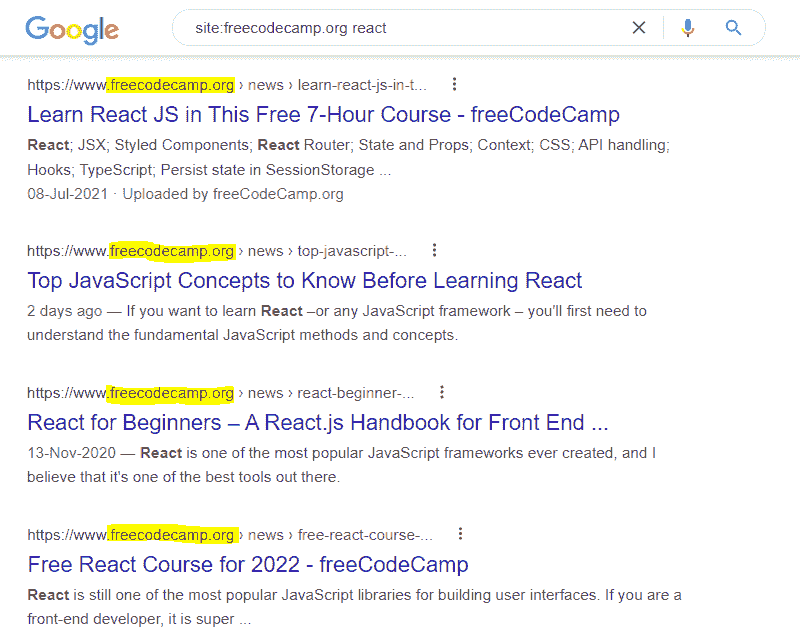 Google
site:freecodecamp.org react
https://www.freecodecamp.org › news › learn-react-js-in-t...
Learn React JS in This Free 7-Hour Course - freeCodeCamp
React; JSX; Styled Components; React Router; State and Props; Context; CSS; API handling;
Hooks; TypeScript; Persist state in SessionStorage ...
08-Jul-2021 · Uploaded by freeCodeCamp.org
https://www.freecodecamp.org › news › top-javascript-...
Top JavaScript Concepts to Know Before Learning React
2 days ago — If you want to learn React –or any JavaScript framework – you'll first need to
understand the fundamental JavaScript methods and concepts.
https://www.freecodecamp.org › news › react-beginner-...
React for Beginners – A React.js Handbook for Front End ...
13-Nov-2020 — React is one of the most popular JavaScript frameworks ever created, and I
believe that it's one of the best tools out there.
https://www.freecodecamp.org › news › free-react-course-...
Free React Course for 2022 - freeCodeCamp
React is still one of the most popular JavaScript libraries for building user interfaces. If you are a
front-end developer, it is super ...